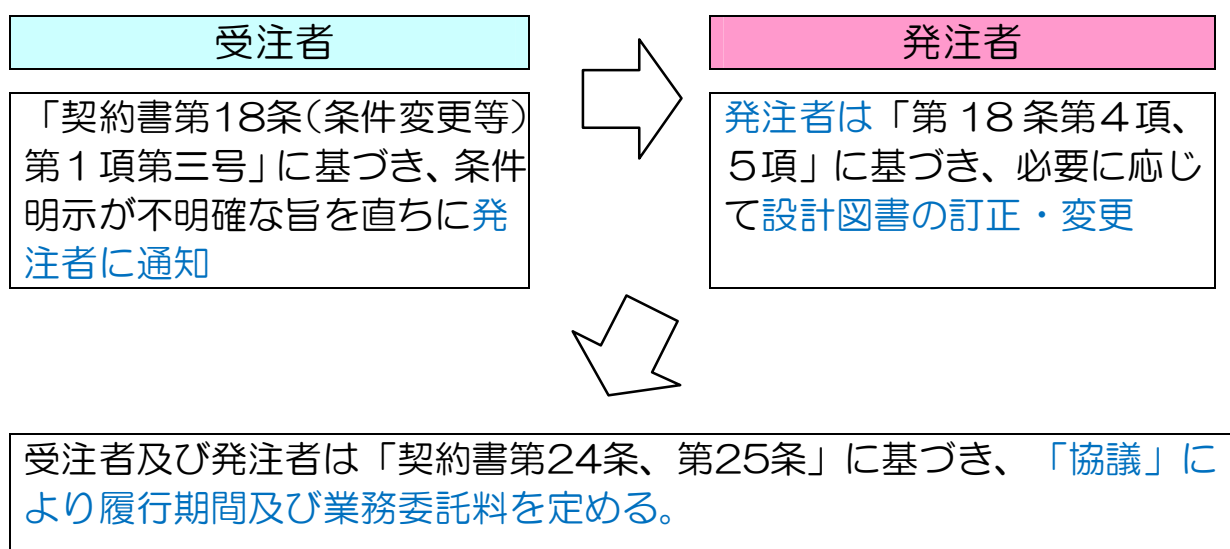 受注者
「契約書第18条(条件変更等)
第1項第三号」に基づき、条件
明示が不明確な旨を直ちに発
注者に通知
発注者
発注者は「第 18 条第4項、
5項」に基づき、必要に応じ
て設計図書の訂正・変更
受注者及び発注者は「契約書第24条、第25条」に基づき、「協議」に
より履行期間及び業務委託料を定める。